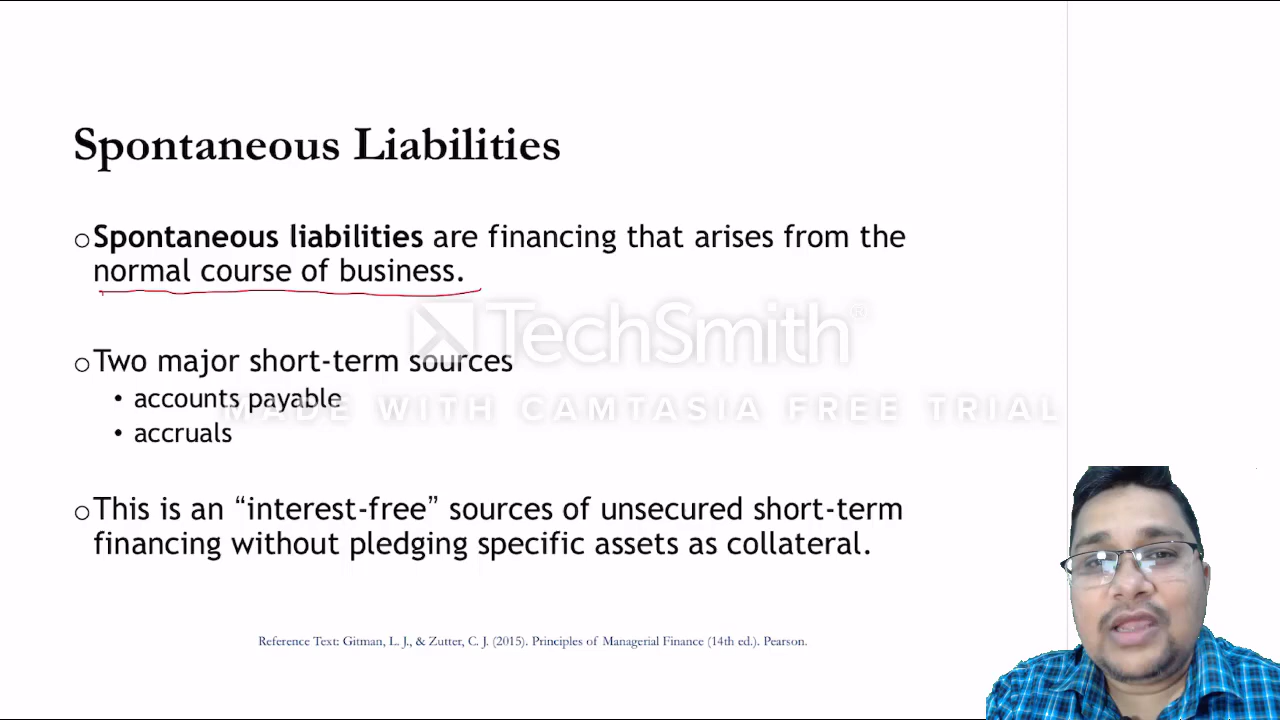 Spontaneous Liabilities
○Spontaneous liabilities are financing that arises from the
normal course of business.
TechSmith®
○Two major short-term sources
• accounts payable
MADE WITH CAMTASIA FREE TRIAL
• accruals
○This is an “interest-free” sources of unsecured short-term
financing without pledging specific assets as collateral.
Reference Text: Gitman, L. J., & Zutter, C. J. (2015). Principles of Managerial Finance (14th ed.). Pearson.